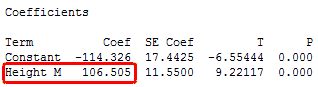 Coefficients
Term Coef SE Coef T P
Constant -114.326 17.4425 -6.55444 0.000
Height M 106.505 11.5500 9.22117 0.000